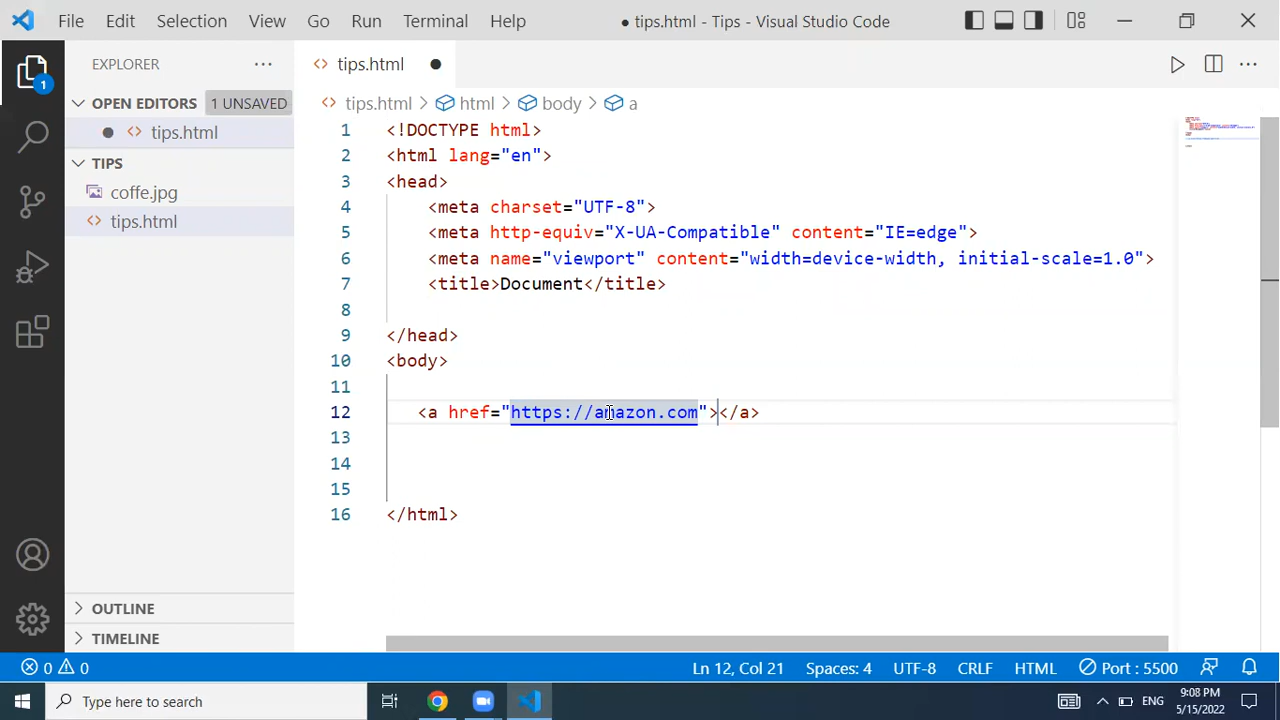 File Edit Selection View Go Run Terminal Help ● tips.html - Tips - Visual Studio Code
EXPLORER ···
1
OPEN EDITORS 1 UNSAVED
● <> tips.html
TIPS
coffe.jpg
<> tips.html
OUTLINE
TIMELINE
<> tips.html ●
<> tips.html > html > body > a
1 <!DOCTYPE html>
2 <html lang="en">
3 <head>
4 <meta charset="UTF-8">
5 <meta http-equiv="X-UA-Compatible" content="IE=edge">
6 <meta name="viewport" content="width=device-width, initial-scale=1.0">
7 <title>Document</title>
8
9 </head>
10 <body>
11
12 <a href="https://amazon.com"></a>
13
14
15
16 </html>
0 0 Ln 12, Col 21 Spaces: 4 UTF-8 CRLF HTML Port : 5500
Type here to search
ENG
9:08 PM
5/15/2022